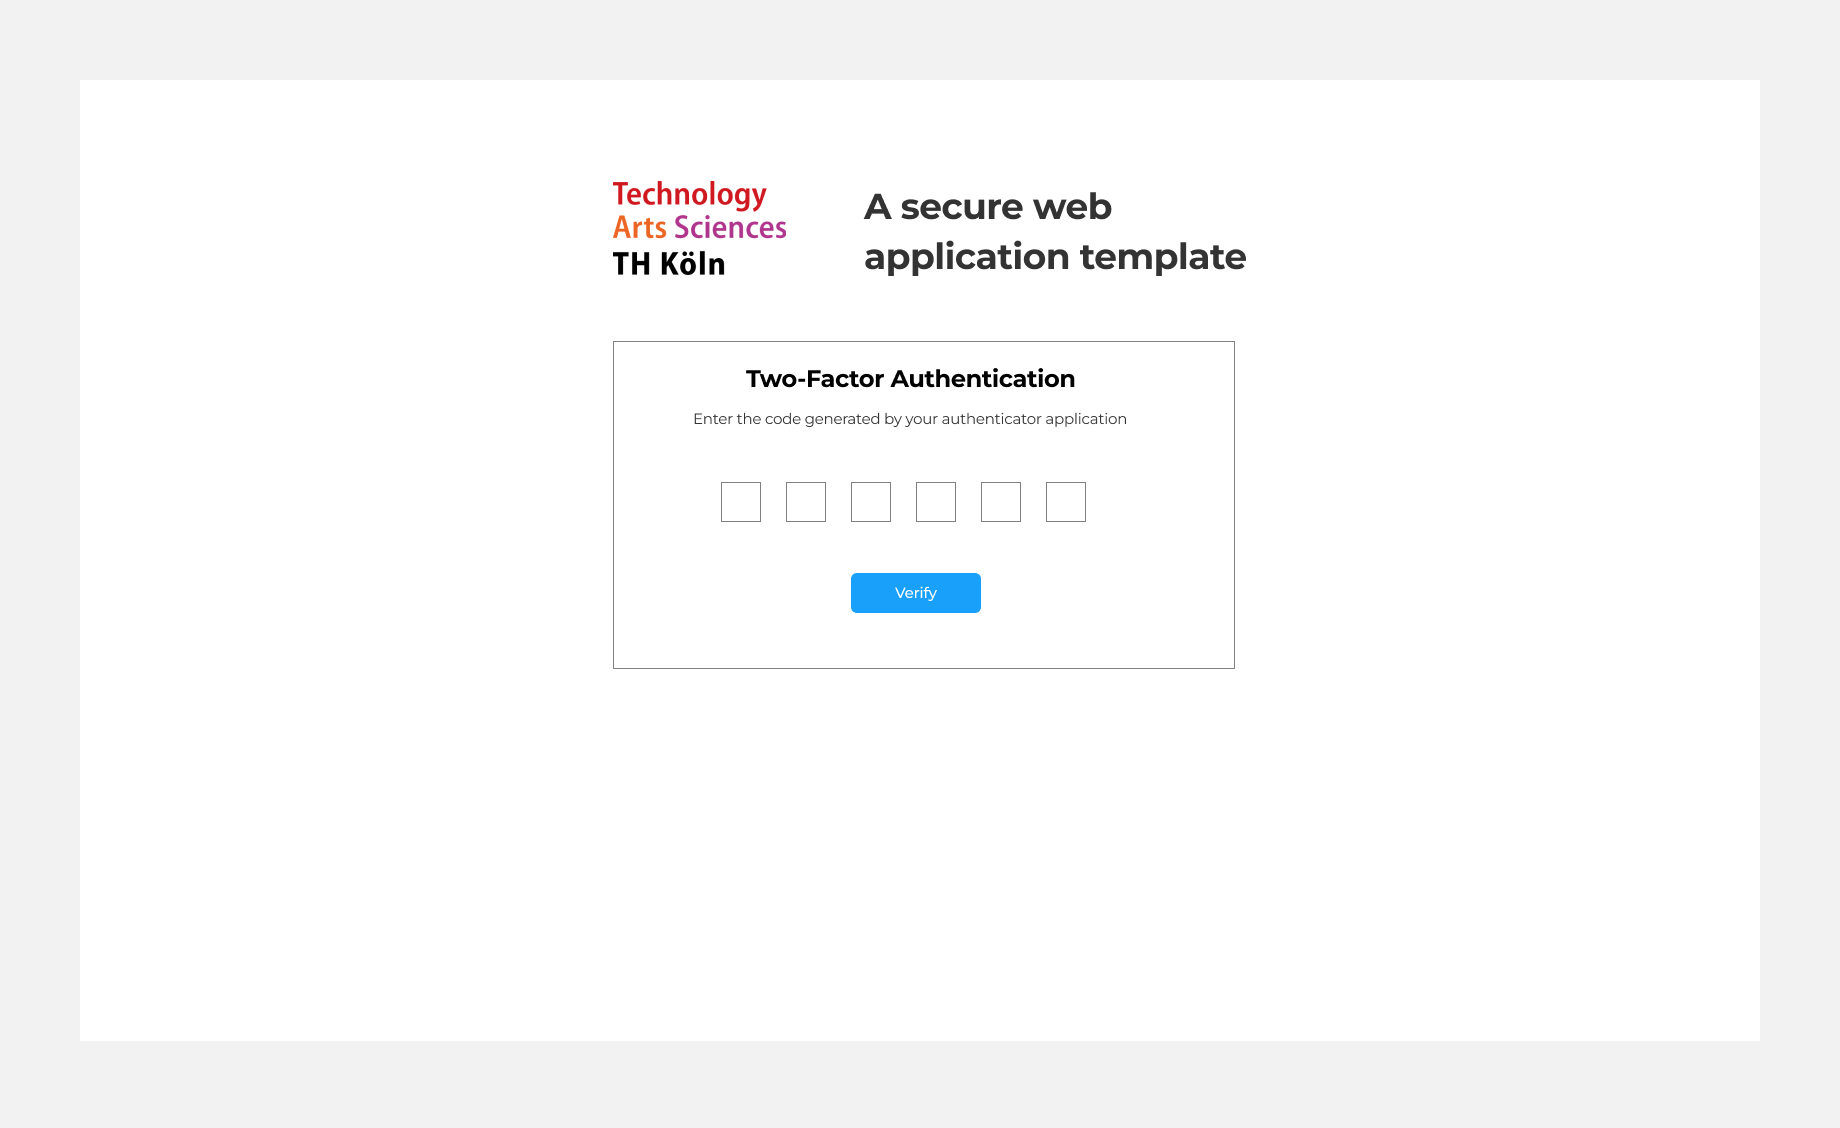 Technology
Arts Sciences
TH Köln
A secure web
application template
Two-Factor Authentication
Enter the code generated by your authenticator application
Verify